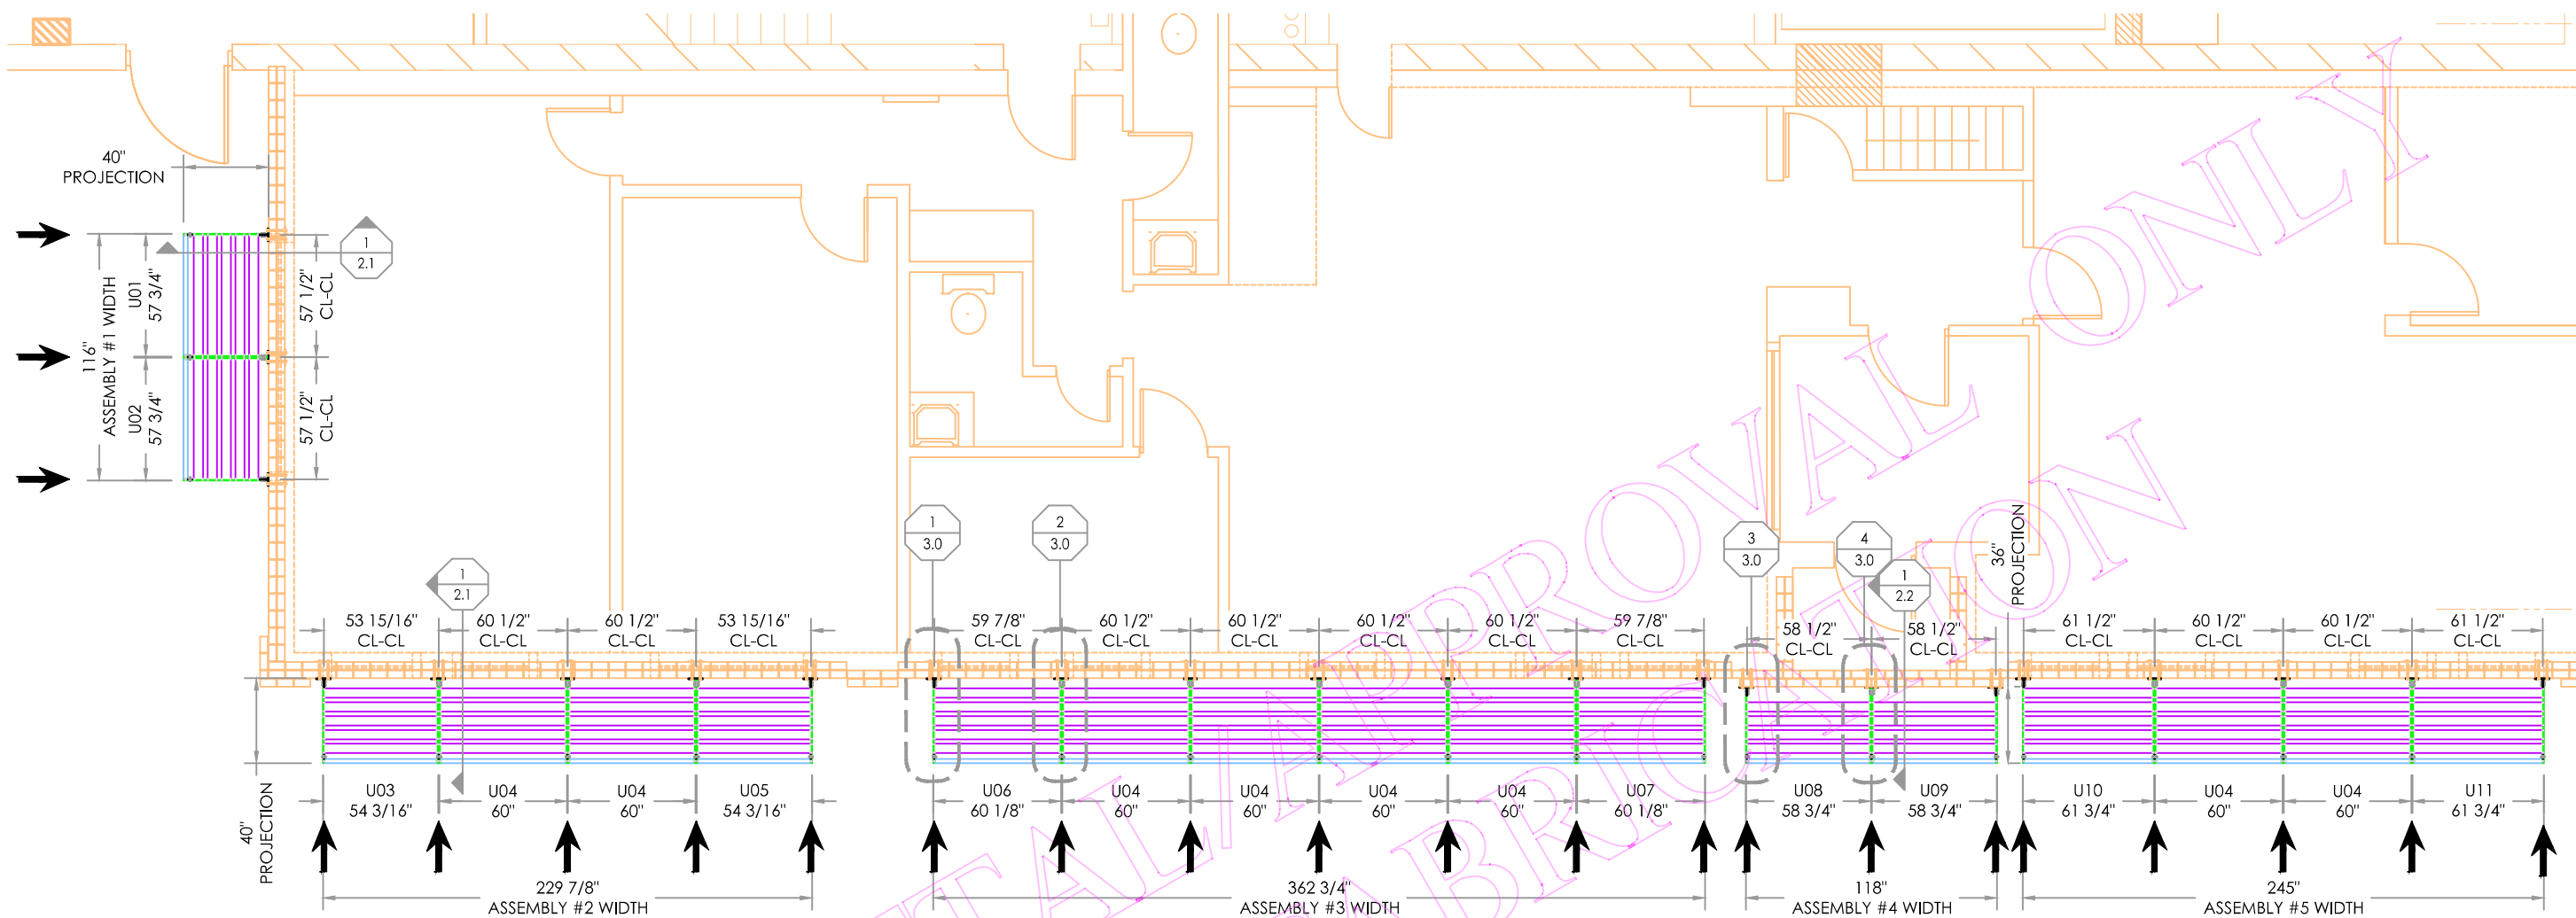 40"
PROJECTION
116"
ASSEMBLY #1 WIDTH
U01
57 3/4"
U02
57 3/4"
57 1/2"
CL-CL
57 1/2"
CL-CL
1
2.1
1
2.1
1
3.0
2
3.0
3
3.0
4
3.0
1
2.2
36"
PROJECTION
53 15/16"
CL-CL
60 1/2"
CL-CL
60 1/2"
CL-CL
53 15/16"
CL-CL
59 7/8"
CL-CL
60 1/2"
CL-CL
60 1/2"
CL-CL
60 1/2"
CL-CL
60 1/2"
CL-CL
59 7/8"
CL-CL
58 1/2"
CL-CL
58 1/2"
CL-CL
61 1/2"
CL-CL
60 1/2"
CL-CL
60 1/2"
CL-CL
61 1/2"
CL-CL
40"
PROJECTION
U03
54 3/16"
U04
60"
U04
60"
U05
54 3/16"
U06
60 1/8"
U04
60"
U04
60"
U04
60"
U04
60"
U07
60 1/8"
U08
58 3/4"
U09
58 3/4"
U10
61 3/4"
U04
60"
U04
60"
U11
61 3/4"
229 7/8"
ASSEMBLY #2 WIDTH
362 3/4"
ASSEMBLY #3 WIDTH
118"
ASSEMBLY #4 WIDTH
245"
ASSEMBLY #5 WIDTH
APPROVAL ONLY